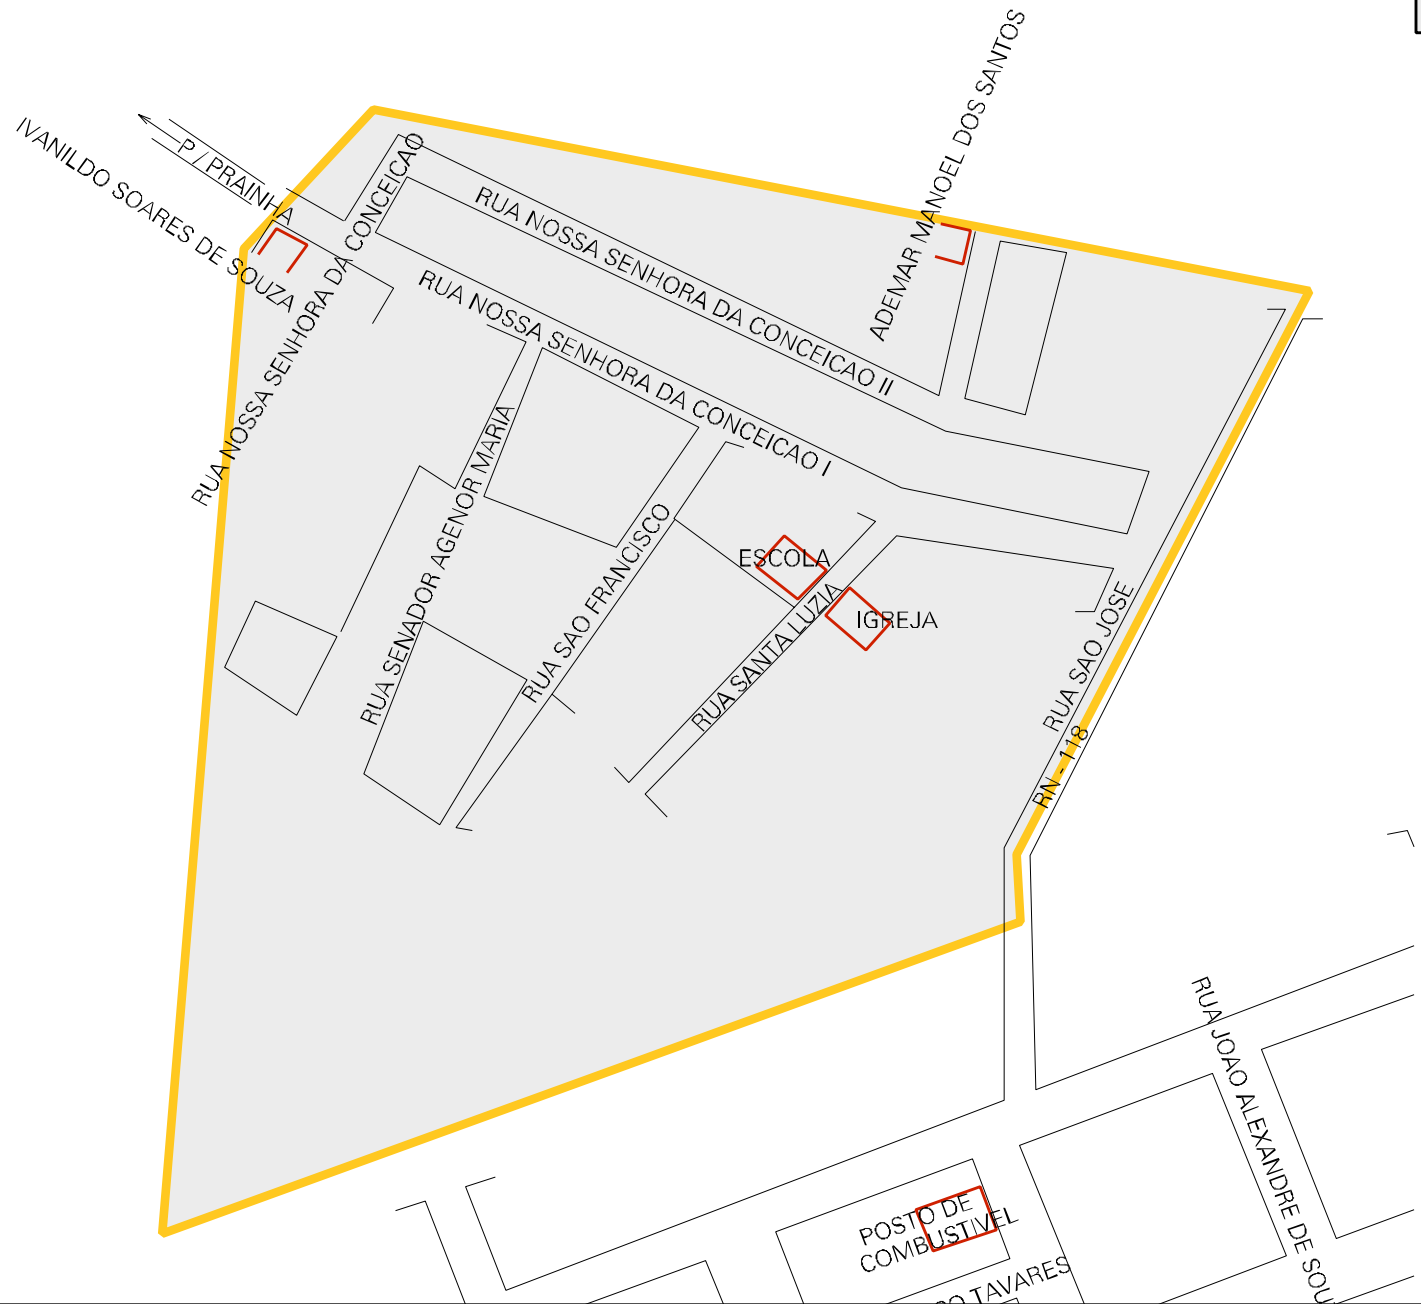 ADEMAR MANOEL DOS SANTOS
P / PRAINHA
IVANILDO SOARES DE SOUZA
RUA NOSSA SENHORA DA CONCEICAO
RUA NOSSA SENHORA DA CONCEICAO II
RUA NOSSA SENHORA DA CONCEICAO I
RUA SENADOR AGENOR MARIA
RUA SAO FRANCISCO
ESCOLA
IGREJA
RUA SANTA LUZIA
RUA SAO JOSE
RN - 118
RUA JOAO ALEXANDRE DE SOU
POSTO DE
COMBUSTIVEL
TAVARES